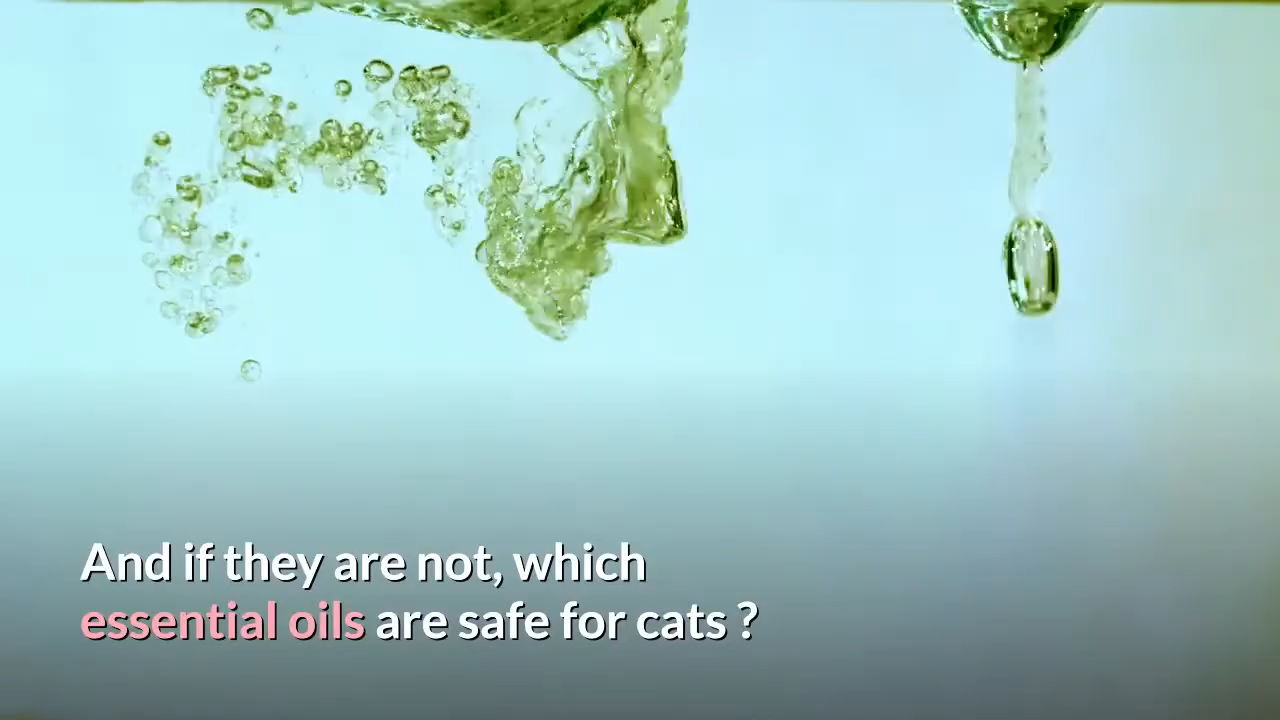 And if they are not, which
essential oils are safe for cats ?